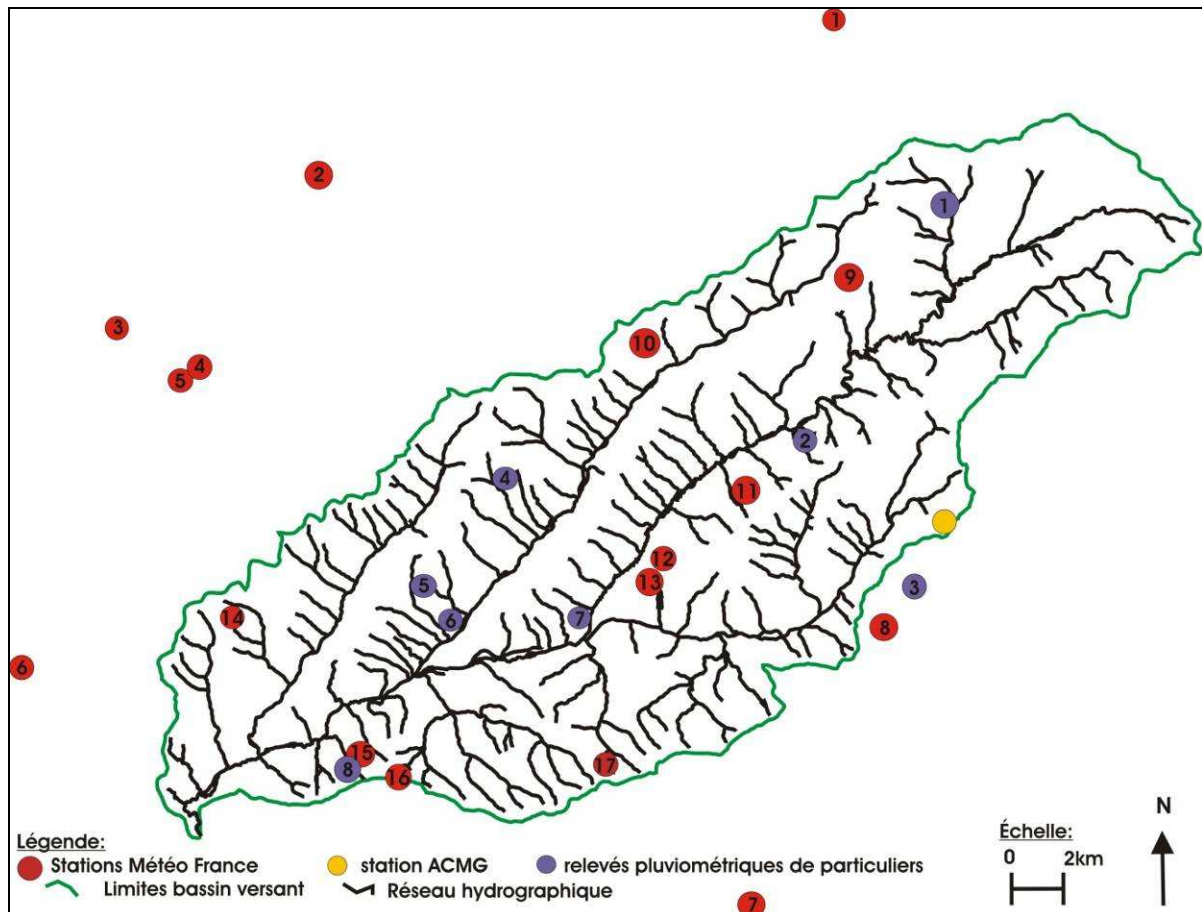 1
2
1
9
3
10
4
5
2
4
11
12
13
5
3
14
6
7
8
6
15
8
16
17
N
Légende:
Échelle:
Stations Météo France
station ACMG
relevés pluviométriques de particuliers
0 2km
Limites bassin versant
Réseau hydrographique
7